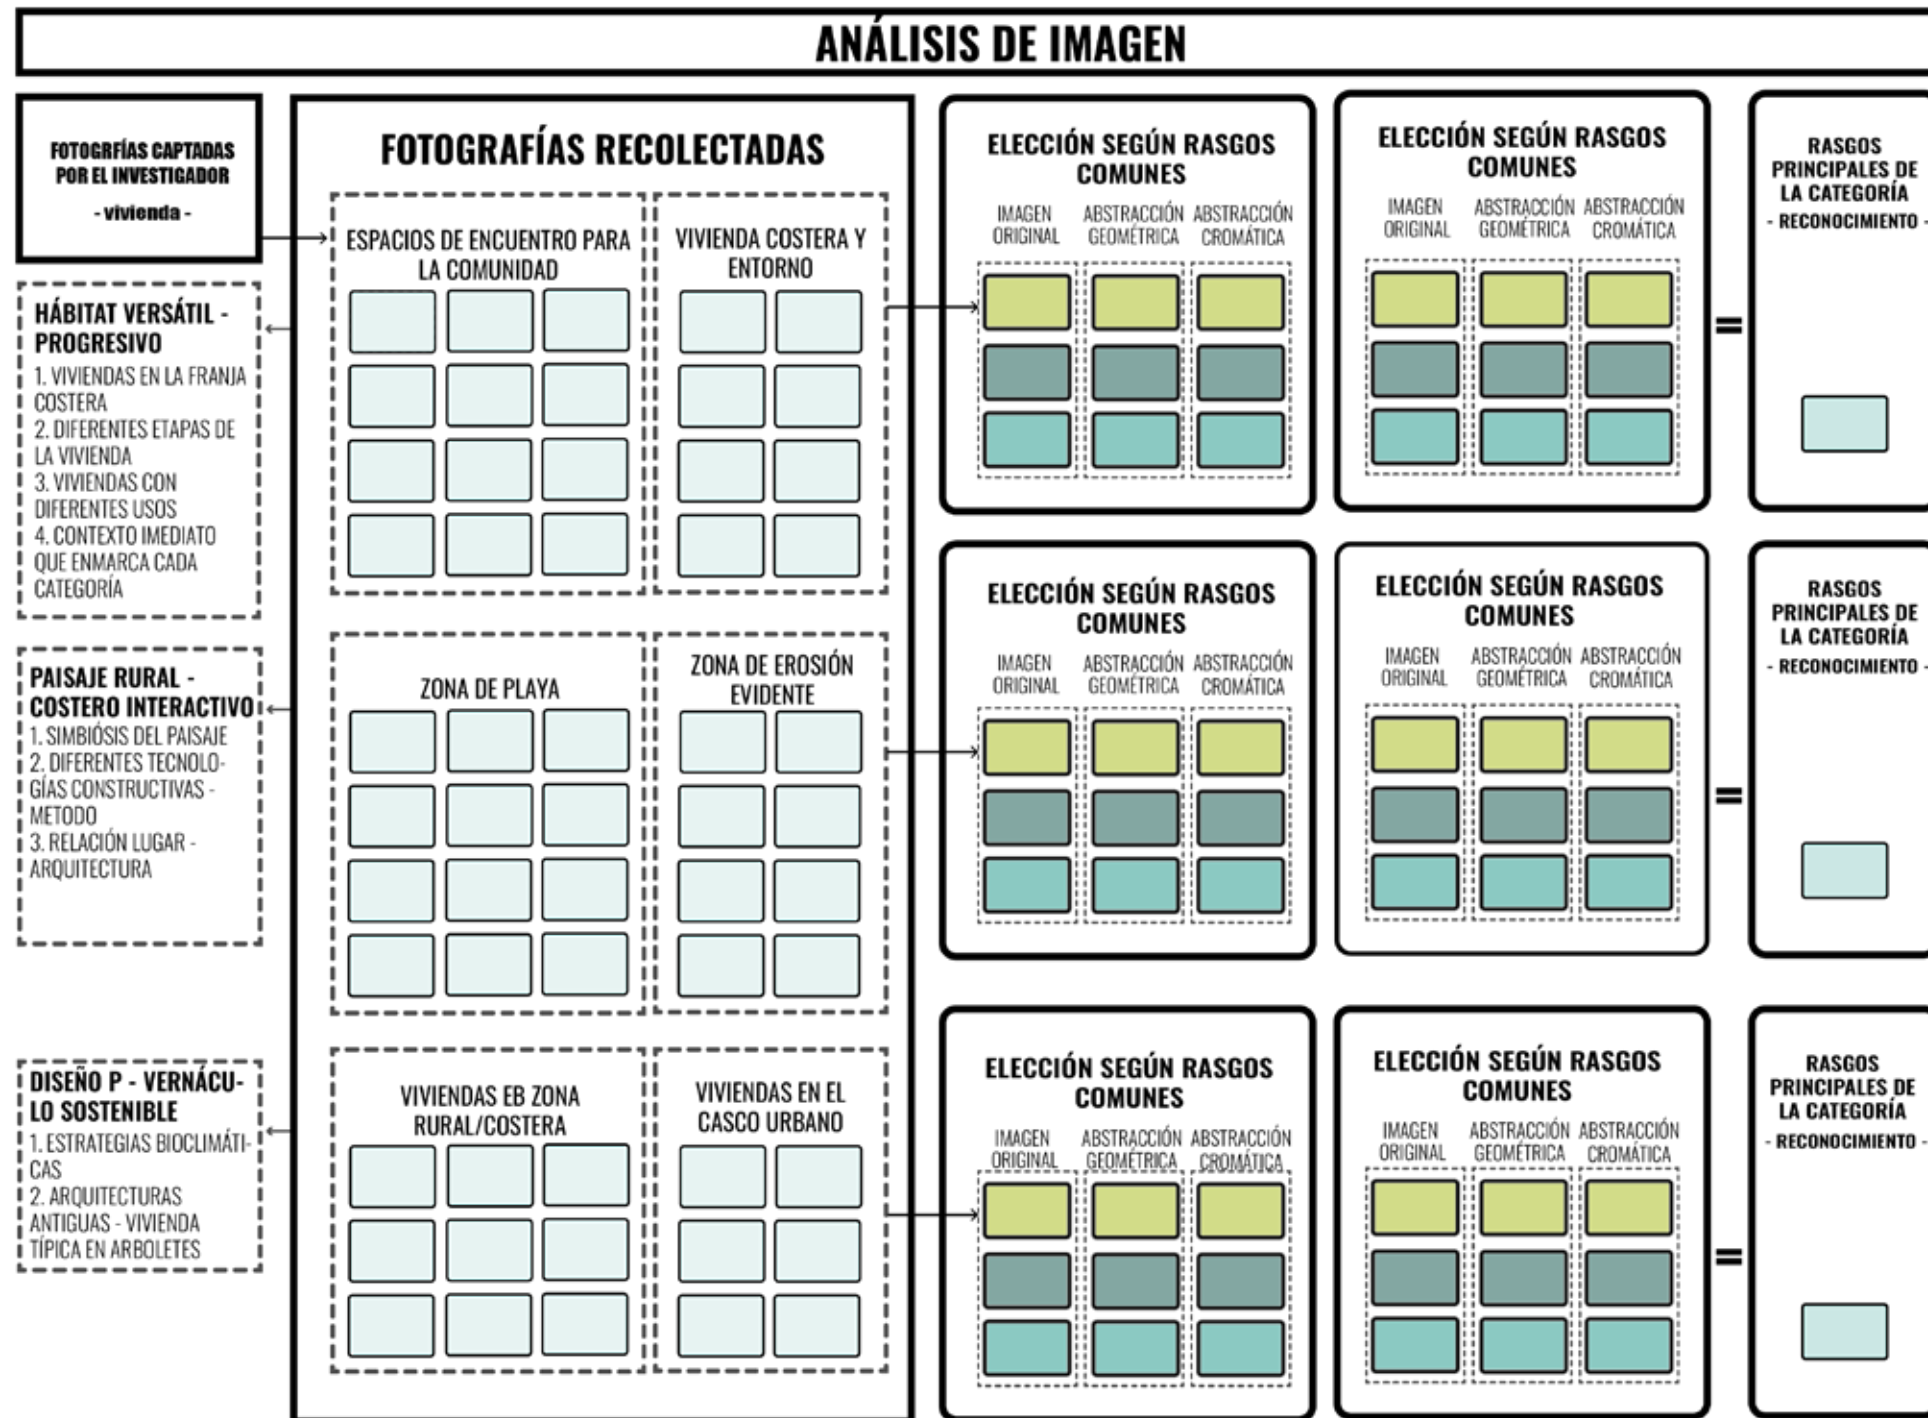 ANÁLISIS DE IMAGEN
FOTOGRFÍAS CAPTADAS
POR EL INVESTIGADOR
- vivienda -
HÁBITAT VERSÁTIL -
PROGRESIVO
1. VIVIENDAS EN LA FRANJA
COSTERA
2. DIFERENTES ETAPAS DE
LA VIVIENDA
3. VIVIENDAS CON
DIFERENTES USOS
4. CONTEXTO IMEDIATO
QUE ENMARCA CADA
CATEGORÍA
PAISAJE RURAL -
COSTERO INTERACTIVO
1. SIMBIÓSIS DEL PAISAJE
2. DIFERENTES TECNOLO-
GÍAS CONSTRUCTIVAS -
METODO
3. RELACIÓN LUGAR -
ARQUITECTURA
DISEÑO P - VERNÁCU-
LO SOSTENIBLE
1. ESTRATEGIAS BIOCLIMÁTI-
CAS
2. ARQUITECTURAS
ANTIGUAS - VIVIENDA
TÍPICA EN ARBOLETES
FOTOGRAFÍAS RECOLECTADAS
ESPACIOS DE ENCUENTRO PARA
LA COMUNIDAD
VIVIENDA COSTERA Y
ENTORNO
ZONA DE PLAYA
ZONA DE EROSIÓN
EVIDENTE
VIVIENDAS EB ZONA
RURAL/COSTERA
VIVIENDAS EN EL
CASCO URBANO
ELECCIÓN SEGÚN RASGOS
COMUNES
IMAGEN
ORIGINAL
ABSTRACCIÓN
GEOMÉTRICA
ABSTRACCIÓN
CROMÁTICA
ELECCIÓN SEGÚN RASGOS
COMUNES
IMAGEN
ORIGINAL
ABSTRACCIÓN
GEOMÉTRICA
ABSTRACCIÓN
CROMÁTICA
=
RASGOS
PRINCIPALES DE
LA CATEGORÍA
- RECONOCIMIENTO -
ELECCIÓN SEGÚN RASGOS
COMUNES
IMAGEN
ORIGINAL
ABSTRACCIÓN
GEOMÉTRICA
ABSTRACCIÓN
CROMÁTICA
ELECCIÓN SEGÚN RASGOS
COMUNES
IMAGEN
ORIGINAL
ABSTRACCIÓN
GEOMÉTRICA
ABSTRACCIÓN
CROMÁTICA
=
RASGOS
PRINCIPALES DE
LA CATEGORÍA
- RECONOCIMIENTO -
ELECCIÓN SEGÚN RASGOS
COMUNES
IMAGEN
ORIGINAL
ABSTRACCIÓN
GEOMÉTRICA
ABSTRACCIÓN
CROMÁTICA
ELECCIÓN SEGÚN RASGOS
COMUNES
IMAGEN
ORIGINAL
ABSTRACCIÓN
GEOMÉTRICA
ABSTRACCIÓN
CROMÁTICA
=
RASGOS
PRINCIPALES DE
LA CATEGORÍA
- RECONOCIMIENTO -